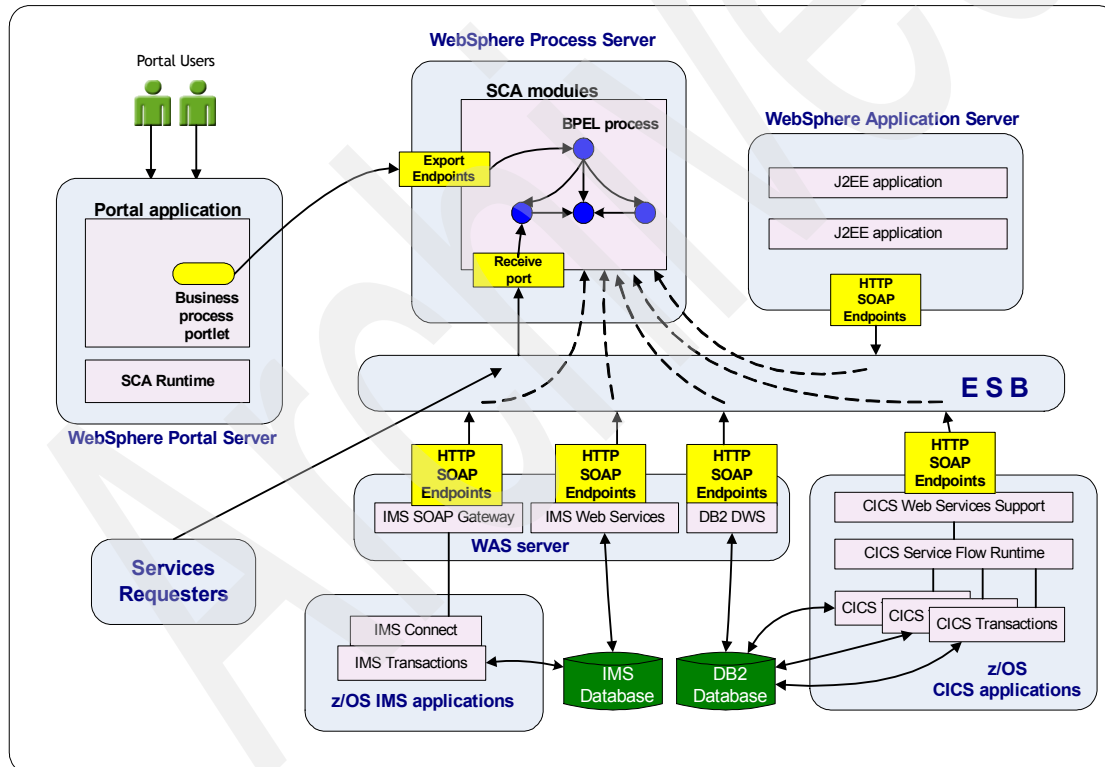 WebSphere Process Server
Portal Users
SCA modules
BPEL process
WebSphere Application Server
Export
Endpoints
J2EE application
Portal application
J2EE application
Receive
port
Business
process
portlet
HTTP
SOAP
Endpoints
SCA Runtime
E S B
WebSphere Portal Server
HTTP
SOAP
Endpoints
HTTP
SOAP
Endpoints
HTTP
SOAP
Endpoints
HTTP
SOAP
Endpoints
IMS SOAP Gateway
IMS Web Services
DB2 DWS
CICS Web Services Support
WAS server
CICS Service Flow Runtime
Services
Requesters
CICS
CICS
CICS Transactions
IMS Connect
IMS Transactions
z/OS IMS applications
IMS
Database
DB2
Database
z/OS
CICS applications
Archive